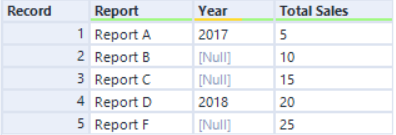 Record Report Year Total Sales
1 Report A 2017 5
2 Report B [Null] 10
3 Report C [Null] 15
4 Report D 2018 20
5 Report F [Null] 25